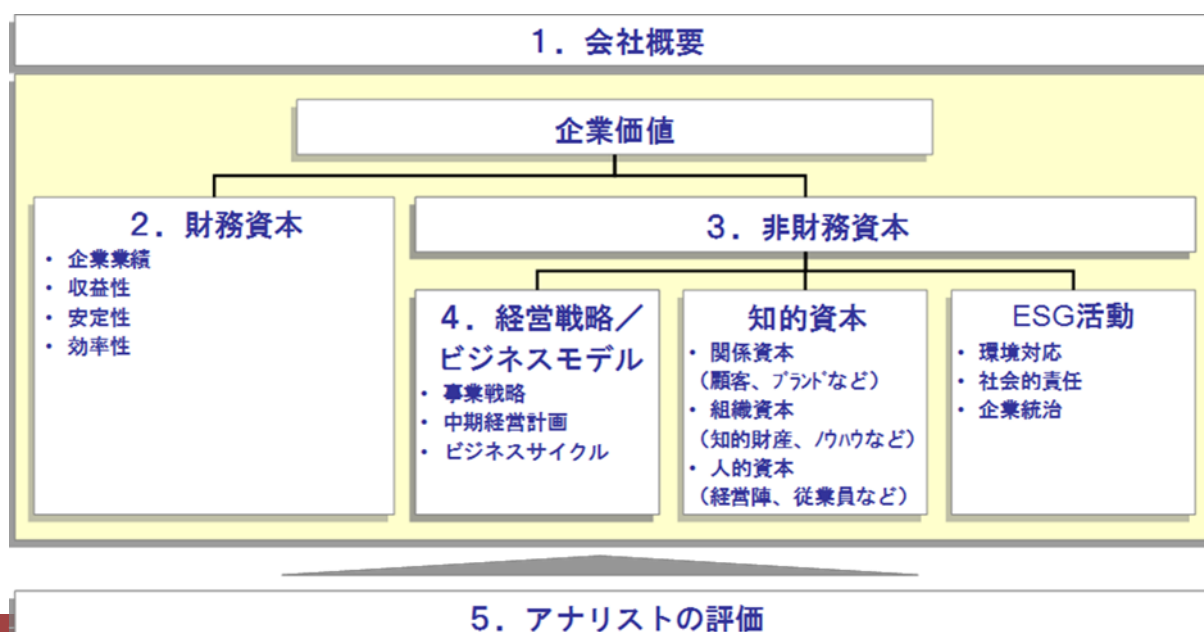 1．会社概要
企業価値
2．財務資本
・ 企業業績
・ 収益性
・ 安定性
・ 効率性
3．非財務資本
4．経営戦略／
ビジネスモデル
・ 事業戦略
・ 中期経営計画
・ ビジネスサイクル
知的資本
・ 関係資本
（顧客、ﾌﾞﾗﾝﾄﾞなど）
・ 組織資本
（知的財産、ﾉｳﾊｳなど）
・ 人的資本
（経営陣、従業員など）
ESG活動
・ 環境対応
・ 社会的責任
・ 企業統治
5．アナリストの評価